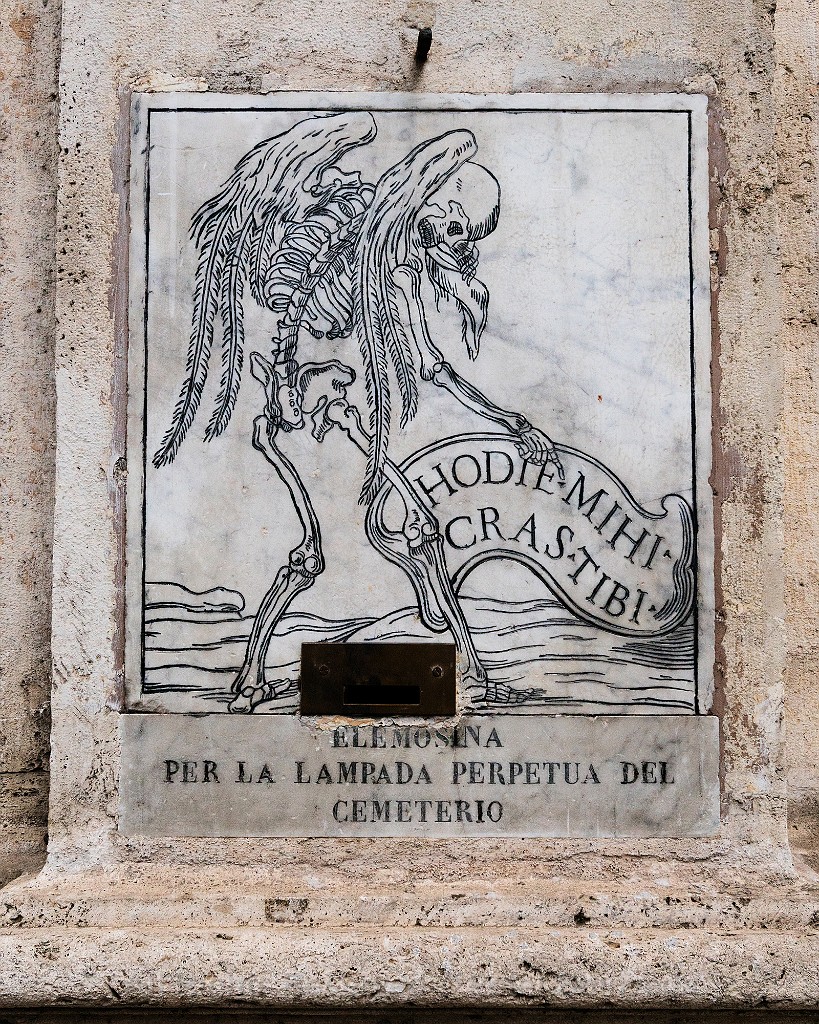 HODIE·MIHI·
CRAS·TIBI·
ELEMOSINA
PER LA LAMPADA PERPETUA DEL
CEMETERIO